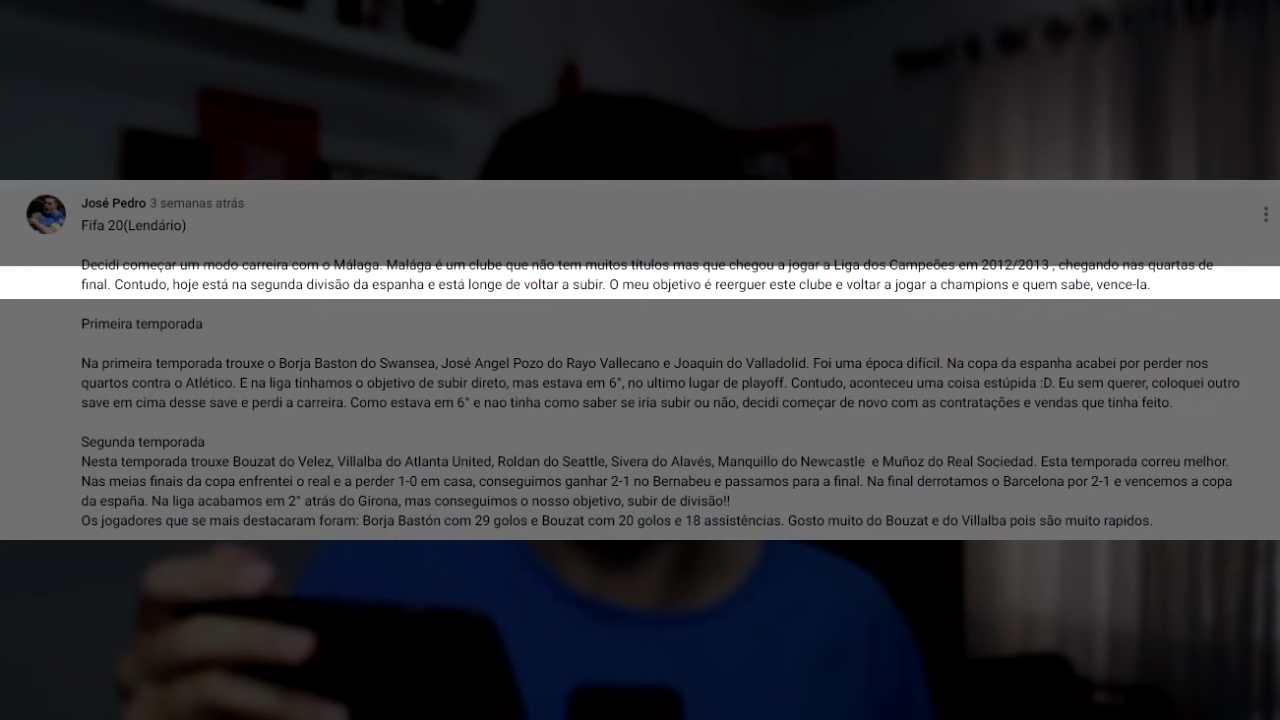 José Pedro 3 semanas atrás
Fifa 20(Lendário)
Decidi começar um modo carreira com o Málaga. Malága é um clube que não tem muitos títulos mas que chegou a jogar a Liga dos Campeões em 2012/2013 , chegando nas quartas de
final. Contudo, hoje está na segunda divisão da espanha e está longe de voltar a subir. O meu objetivo é reerguer este clube e voltar a jogar a champions e quem sabe, vence-la.
Primeira temporada
Na primeira temporada trouxe o Borja Baston do Swansea, José Angel Pozo do Rayo Vallecano e Joaquin do Valladolid. Foi uma época difícil. Na copa da espanha acabei por perder nos
quartos contra o Atlético. E na liga tinhamos o objetivo de subir direto, mas estava em 6°, no ultimo lugar de playoff. Contudo, aconteceu uma coisa estúpida :D. Eu sem querer, coloquei outro
save em cima desse save e perdi a carreira. Como estava em 6° e nao tinha como saber se iria subir ou não, decidi começar de novo com as contratações e vendas que tinha feito.
Segunda temporada
Nesta temporada trouxe Bouzat do Velez, Villalba do Atlanta United, Roldan do Seattle, Sivera do Alavés, Manquillo do Newcastle e Muñoz do Real Sociedad. Esta temporada correu melhor.
Nas meias finais da copa enfrentei o real e a perder 1-0 em casa, conseguimos ganhar 2-1 no Bernabeu e passamos para a final. Na final derrotamos o Barcelona por 2-1 e vencemos a copa
da españa. Na liga acabamos em 2° atrás do Girona, mas conseguimos o nosso objetivo, subir de divisão!!
Os jogadores que se mais destacaram foram: Borja Bastón com 29 golos e Bouzat com 20 golos e 18 assistências. Gosto muito do Bouzat e do Villalba pois são muito rapidos.